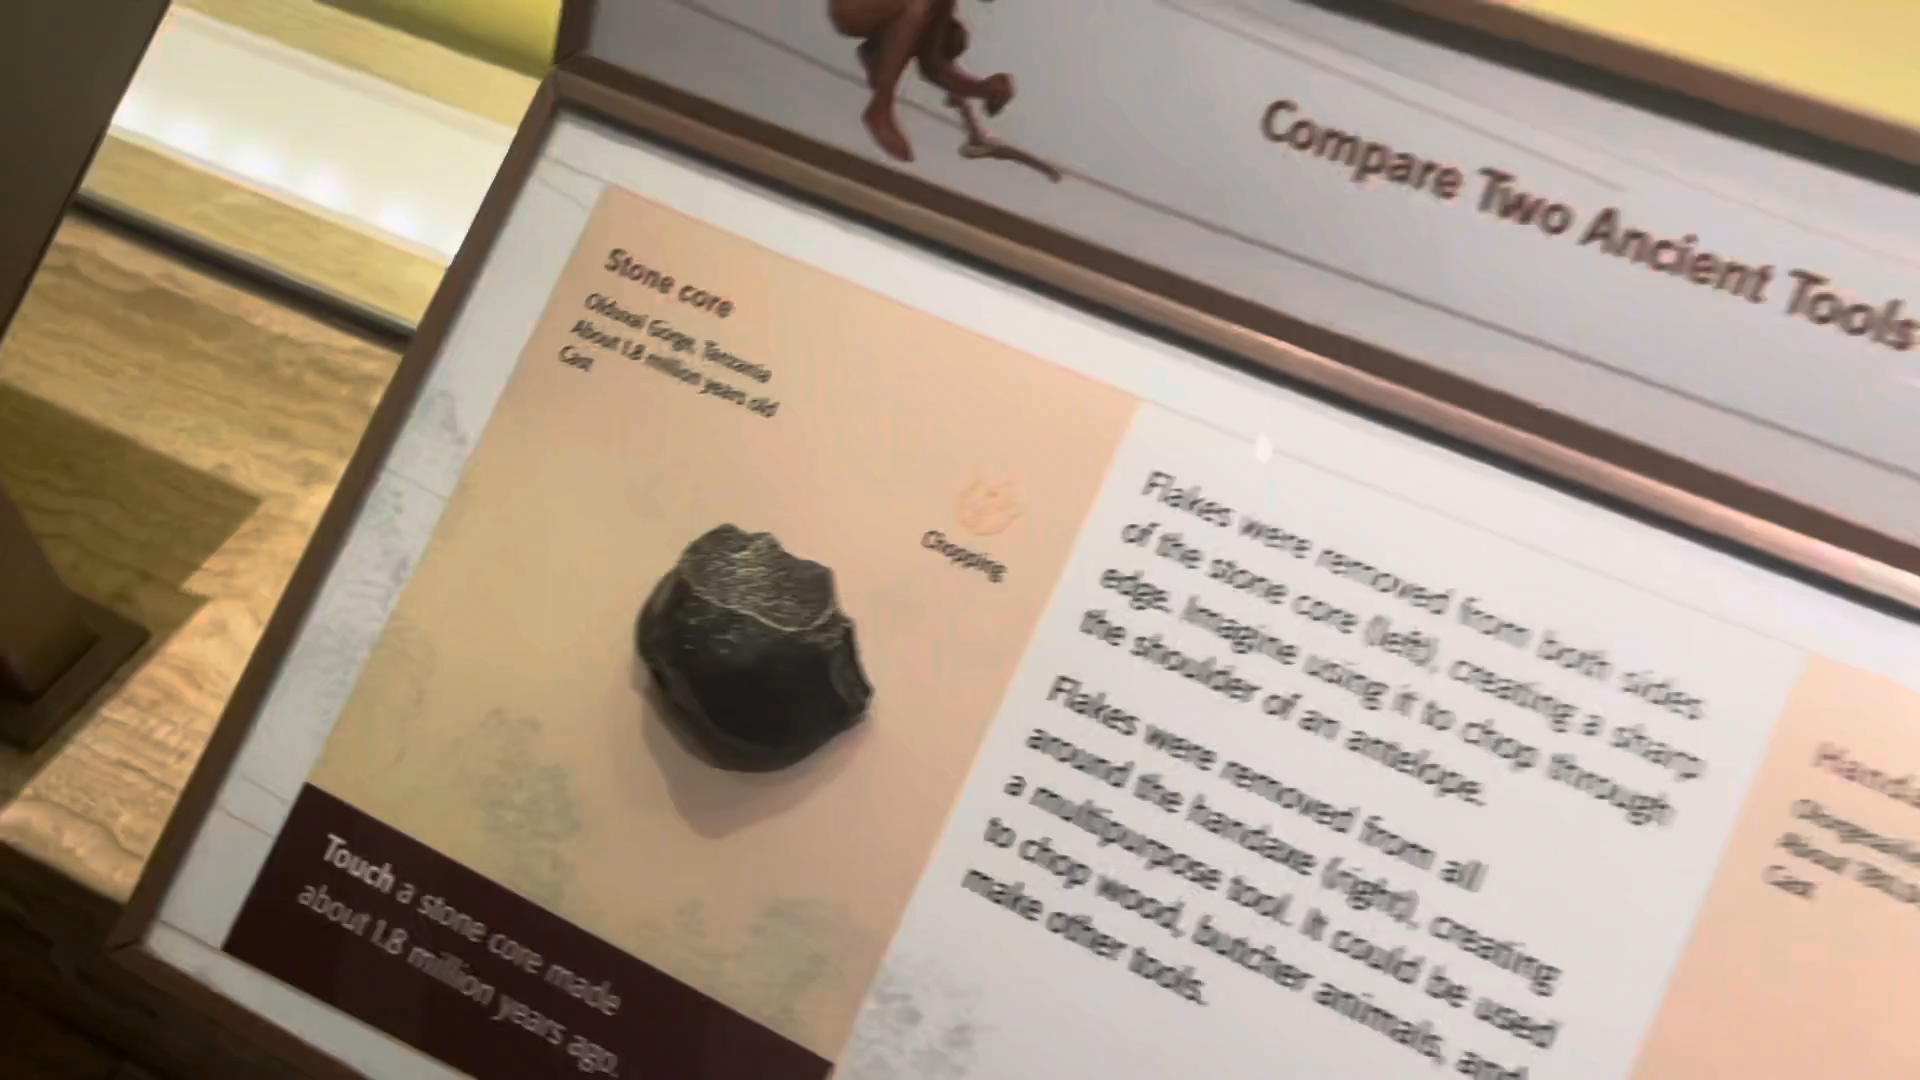 Compare Two Ancient Tools
Stone core
Olduvai Gorge, Tanzania
About 1.8 million years old
Cast
Chopping
Flakes were removed from both sides
of the stone core (left), creating a sharp
edge. Imagine using it to chop through
the shoulder of an antelope.
Flakes were removed from all
around the handaxe (right), creating
a multipurpose tool. It could be used
to chop wood, butcher animals, and
make other tools.
Touch a stone core made
about 1.8 million years ago.
About
Cast